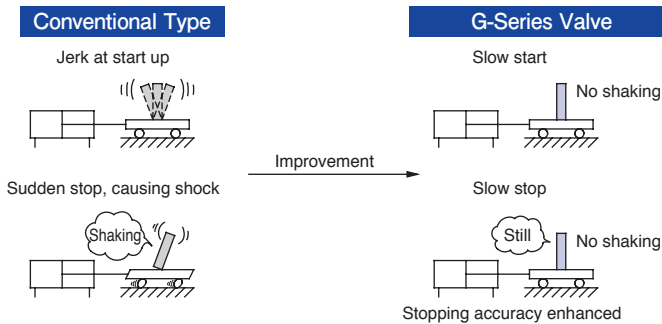 Conventional Type
Jerk at start up
Sudden stop, causing shock
Shaking
Improvement
G-Series Valve
Slow start
No shaking
Slow stop
Still
No shaking
Stopping accuracy enhanced